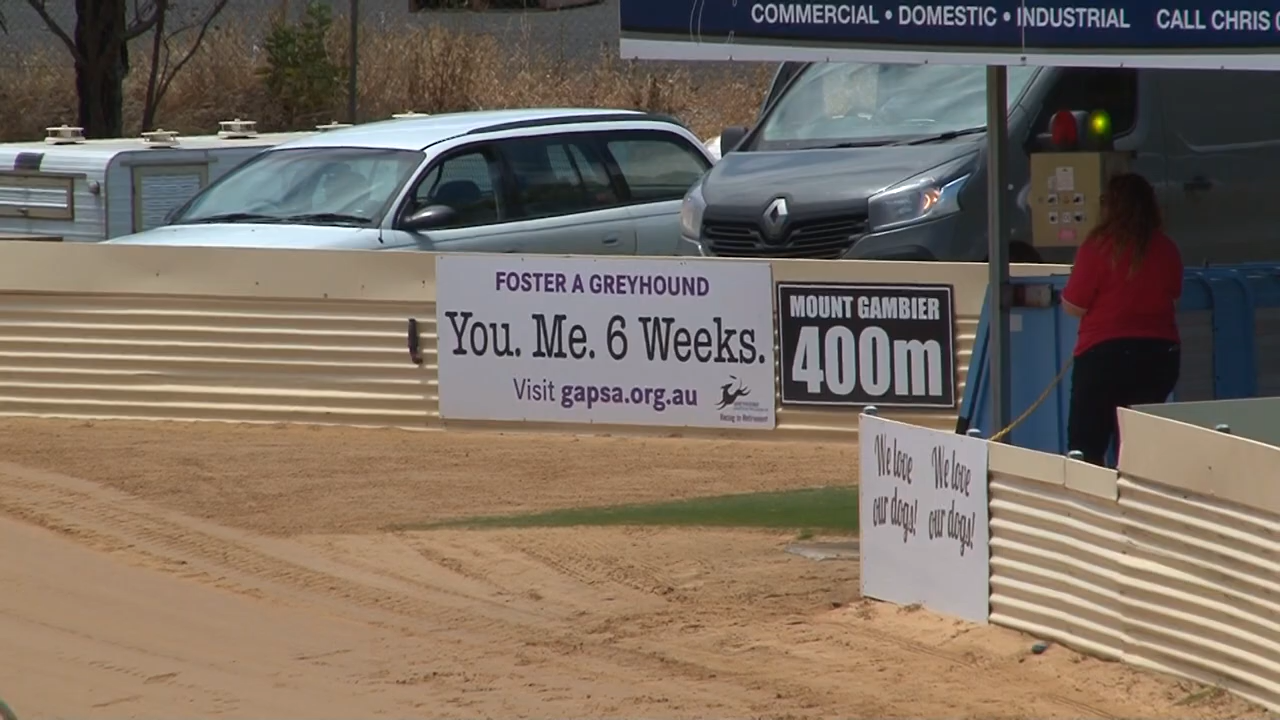 COMMERCIAL • DOMESTIC • INDUSTRIAL CALL CHRIS
FOSTER A GREYHOUND
You. Me. 6 Weeks.
Visit gapsa.org.au
MOUNT GAMBIER
400m
We love
our dogs!
We love
our dogs!